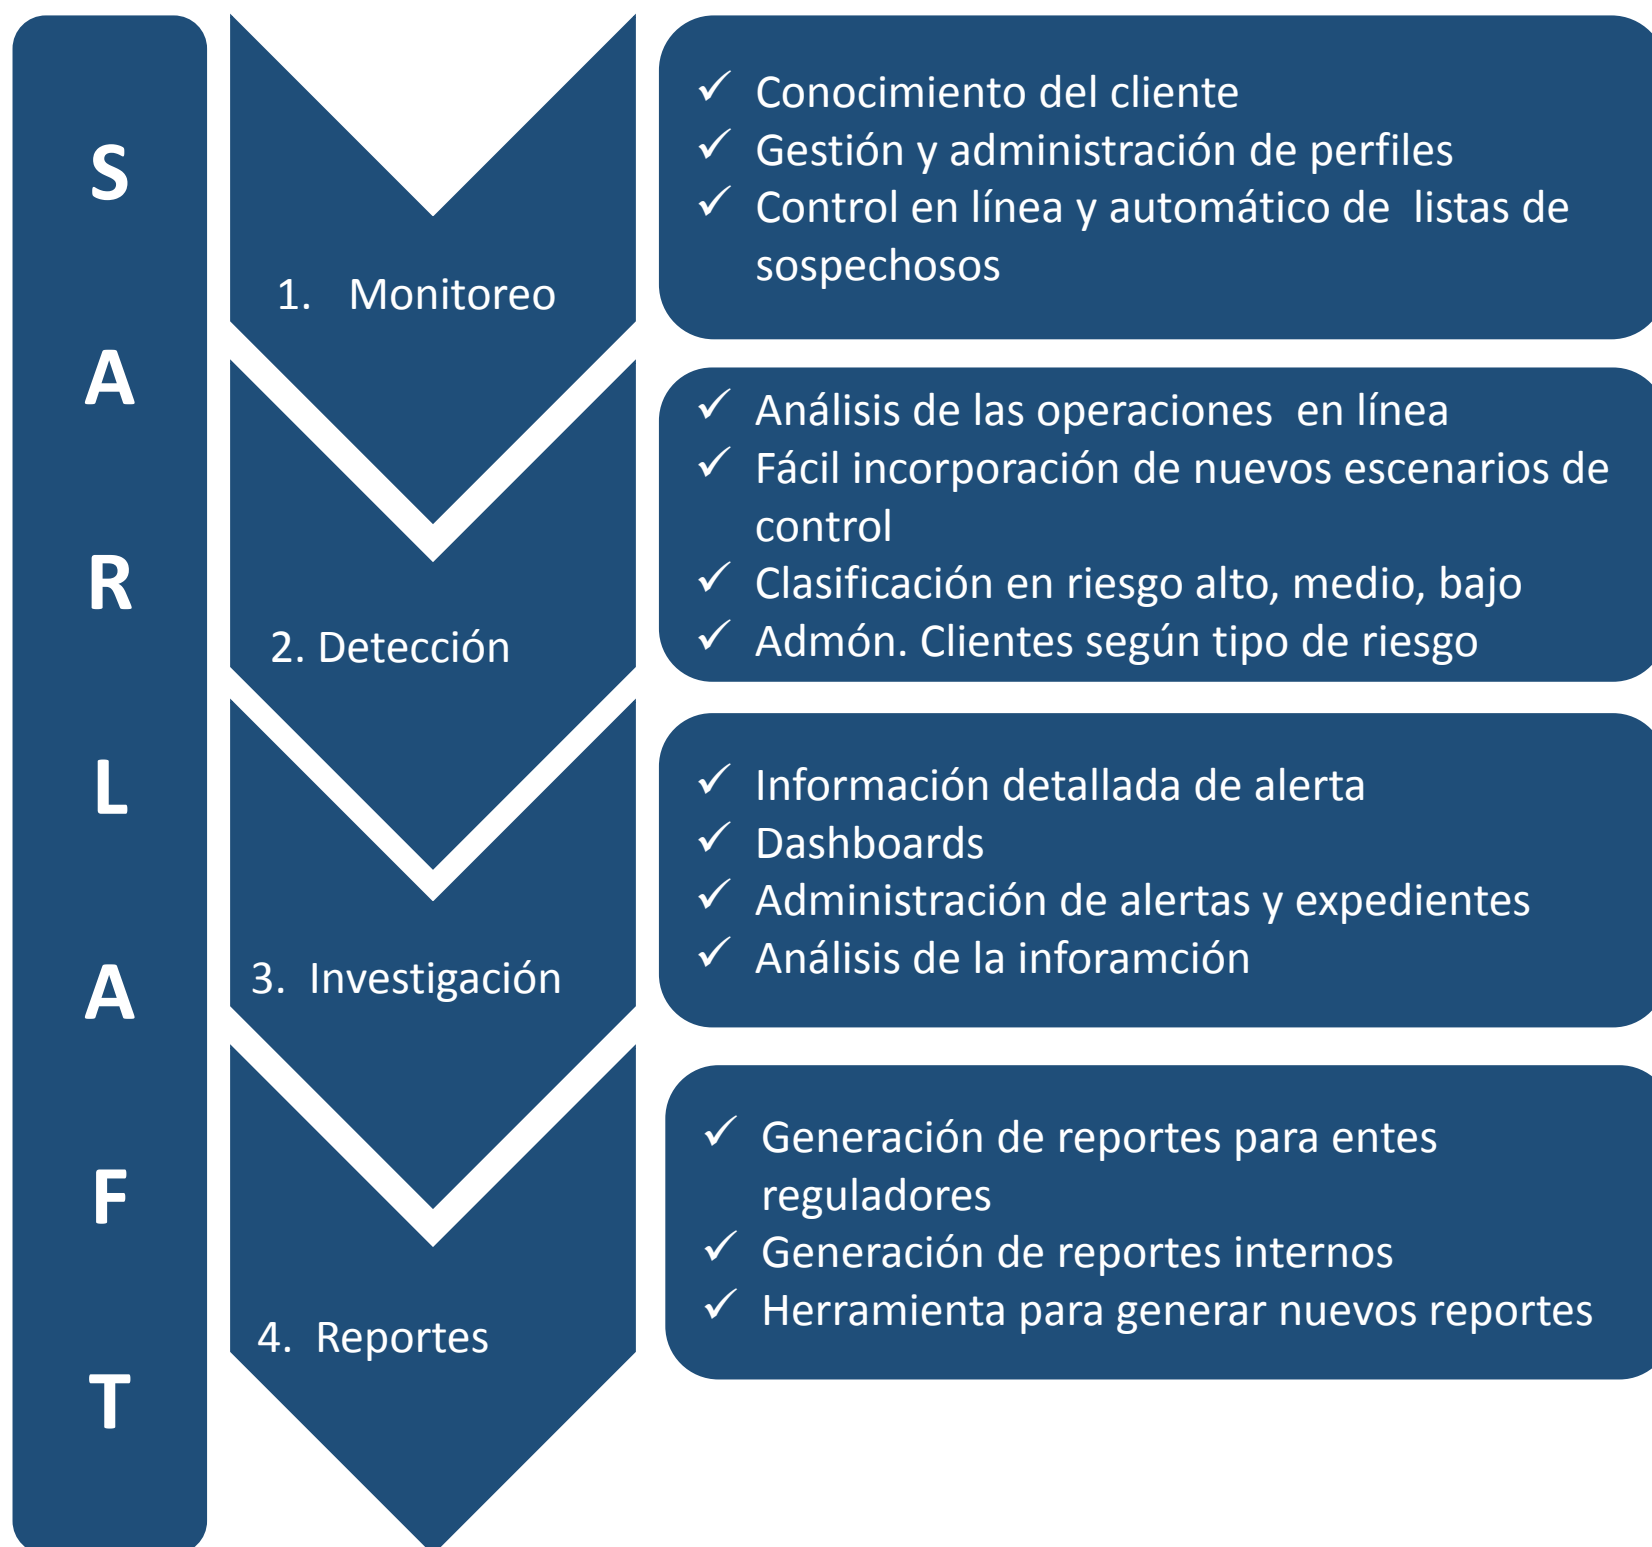 S
A
R
L
A
F
T
1. Monitoreo
✓ Conocimiento del cliente
✓ Gestión y administración de perfiles
✓ Control en línea y automático de listas de
sospechosos
2. Detección
✓ Análisis de las operaciones en línea
✓ Fácil incorporación de nuevos escenarios de
control
✓ Clasificación en riesgo alto, medio, bajo
✓ Admón. Clientes según tipo de riesgo
3. Investigación
✓ Información detallada de alerta
✓ Dashboards
✓ Administración de alertas y expedientes
✓ Análisis de la inforamción
4. Reportes
✓ Generación de reportes para entes
reguladores
✓ Generación de reportes internos
✓ Herramienta para generar nuevos reportes